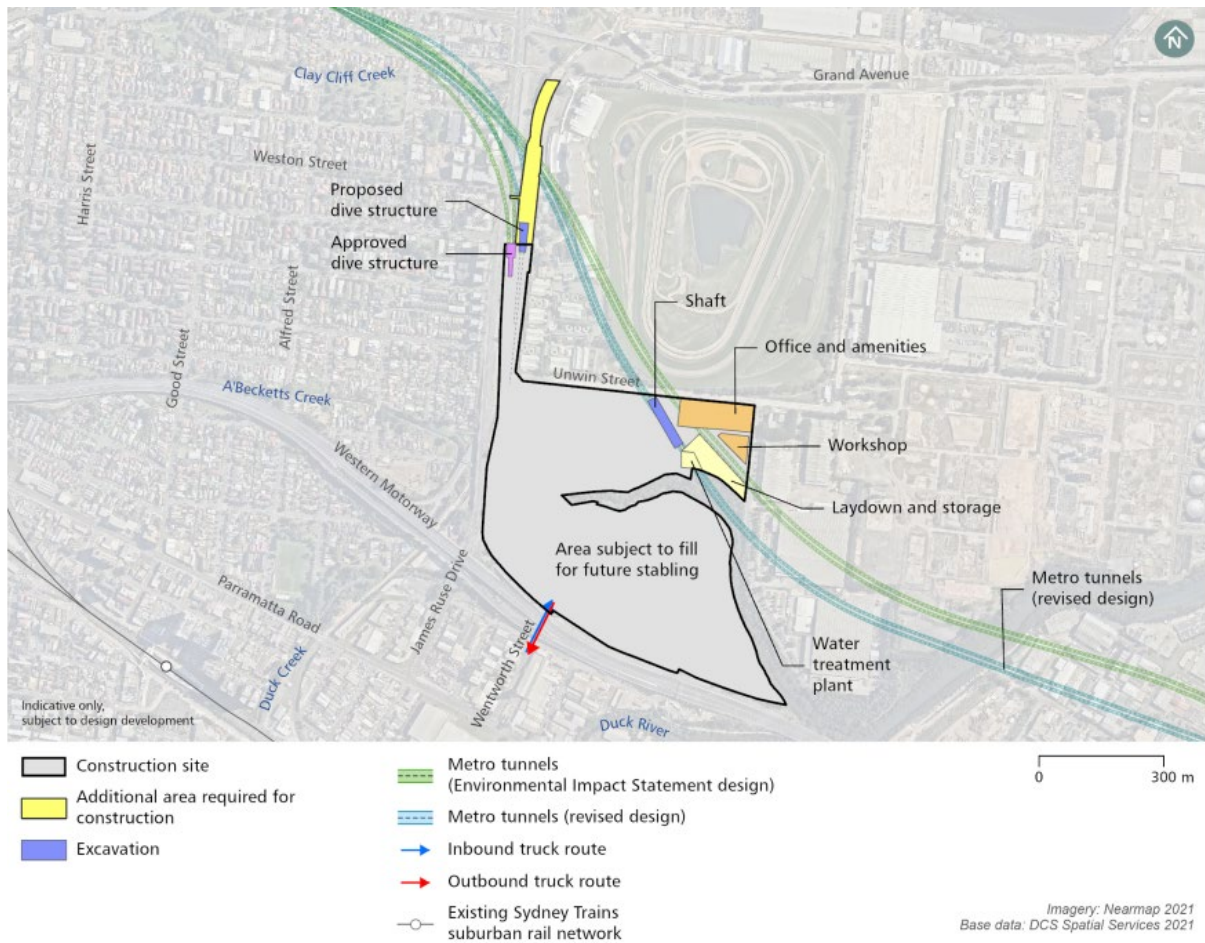 N
Clay Cliff Creek
Grand Avenue
Harris Street
Weston Street
Proposed
dive structure
Approved
dive structure
Alfred Street
Shaft
Good Street
Office and amenities
Unwin Street
A'Becketts Creek
Workshop
Western Motorway
Laydown and storage
Area subject to fill
for future stabling
Metro tunnels
(revised design)
Parramatta Road
James Ruse Drive
Water
treatment
plant
Wentworth Street
Duck Creek
Indicative only,
subject to design development
Duck River
Construction site
Additional area required for
construction
Excavation
Metro tunnels
(Environmental Impact Statement design)
Metro tunnels (revised design)
Inbound truck route
Outbound truck route
Existing Sydney Trains
suburban rail network
0 300 m
Imagery: Nearmap 2021
Base data: DCS Spatial Services 2021